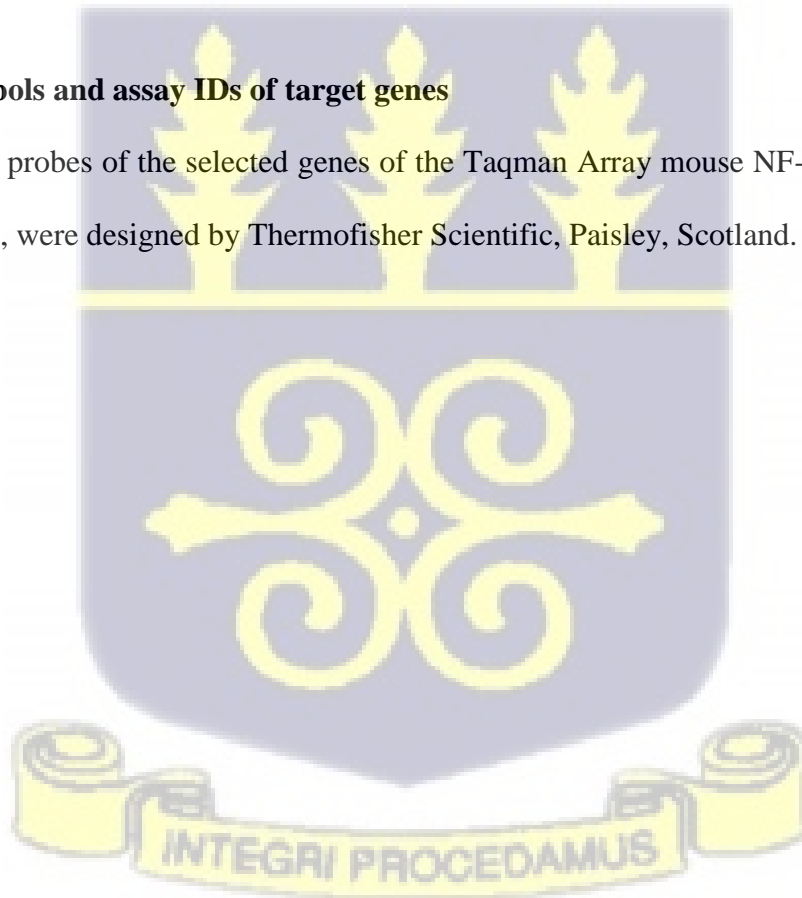 ools and assay IDs of target genes
probes of the selected genes of the Taqman Array mouse NF-
, were designed by Thermofisher Scientific, Paisley, Scotland.
INTEGRI PROCEDAMUS